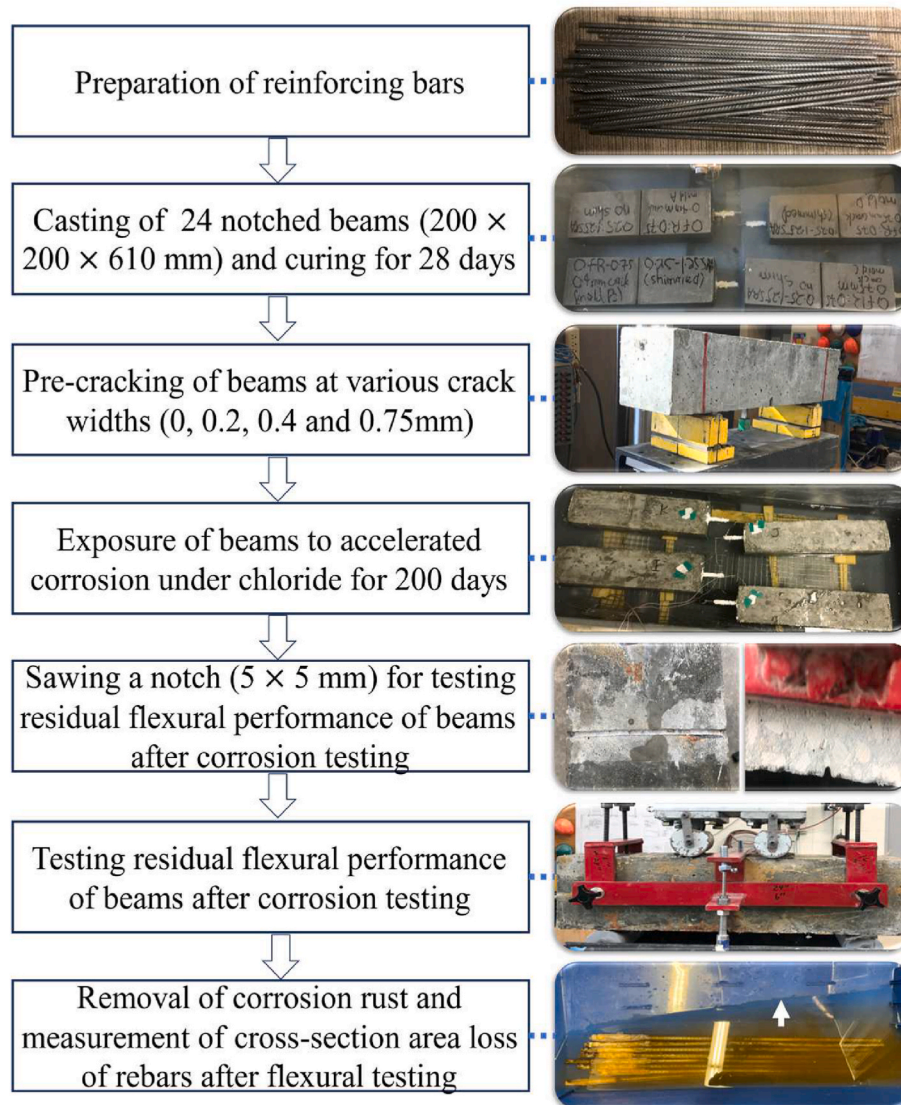 Preparation of reinforcing bars
Casting of 24 notched beams (200 ×
200 × 610 mm) and curing for 28 days
Pre-cracking of beams at various crack
widths (0, 0.2, 0.4 and 0.75mm)
Exposure of beams to accelerated
corrosion under chloride for 200 days
Sawing a notch (5 × 5 mm) for testing
residual flexural performance of beams
after corrosion testing
Testing residual flexural performance
of beams after corrosion testing
Removal of corrosion rust and
measurement of cross-section area loss
of rebars after flexural testing
no shim